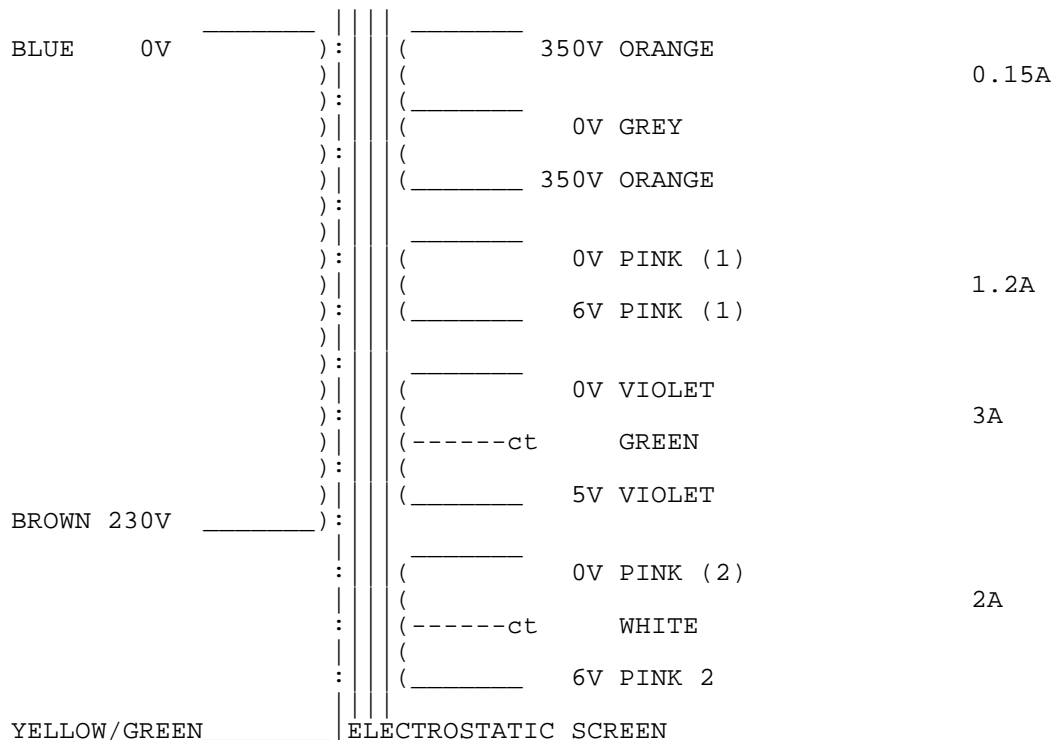 BLUE 0V 350V ORANGE
0.15A
0V GREY
350V ORANGE
0V PINK (1)
1.2A
6V PINK (1)
0V VIOLET
3A
ct GREEN
5V VIOLET
BROWN 230V
0V PINK (2)
2A
ct WHITE
6V PINK 2
YELLOW/GREEN ELECTROSTATIC SCREEN